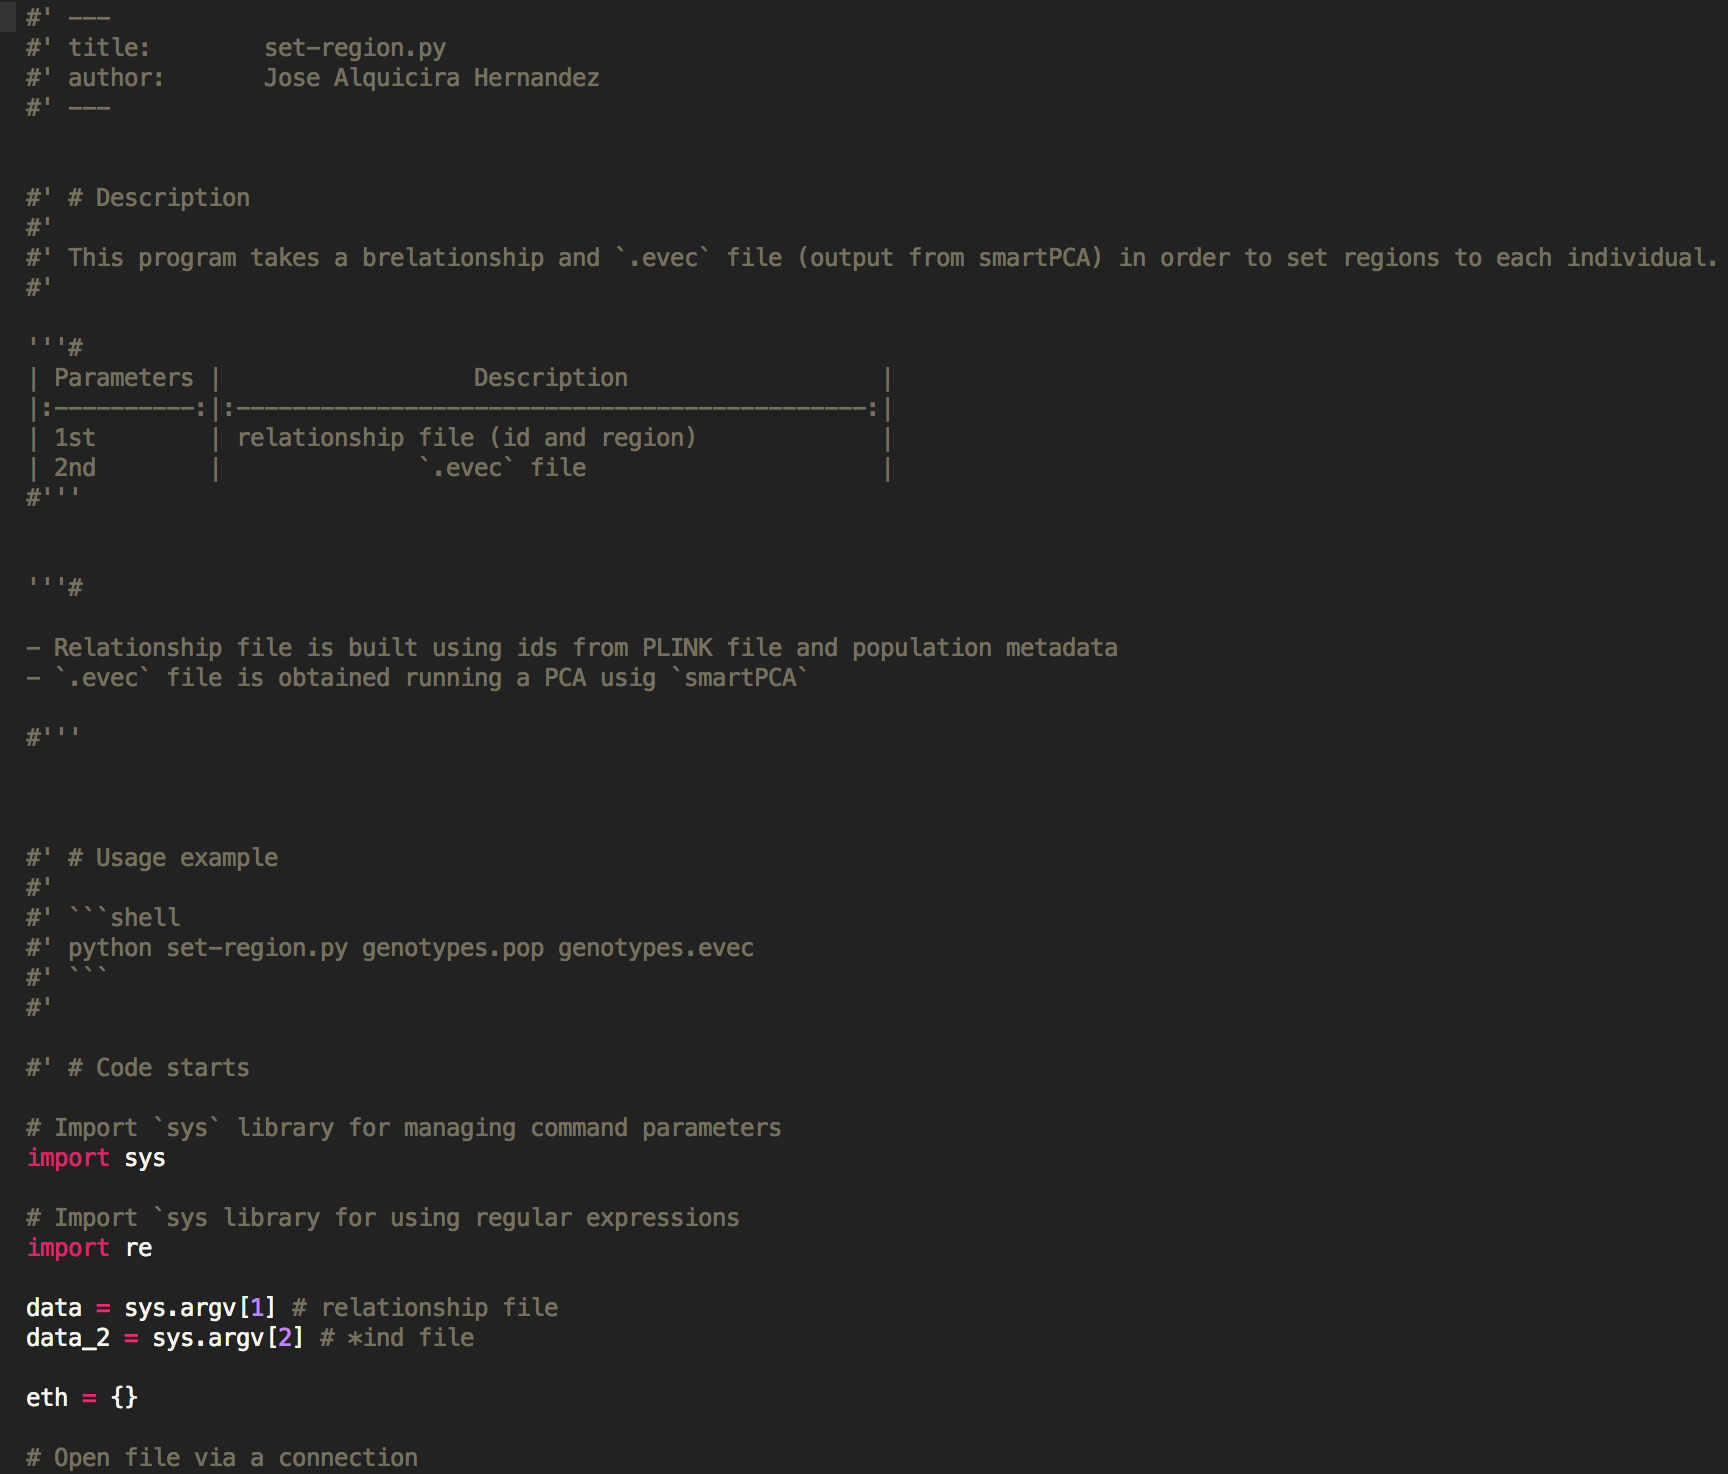 #' ---
#' title:        set-region.py
#' author:       Jose Alquicira Hernandez
#' ---
#' # Description
#'
#' This program takes a brelationship and `.evec` file (output from smartPCA) in order to set regions to each individual.
#'
'''#
| Parameters |                  Description                  |
|:----------:|:---------------------------------------------:|
| 1st        | relationship file (id and region)             |
| 2nd        |              `.evec` file                     |
#'''
'''#
- Relationship file is built using ids from PLINK file and population metadata
- `.evec` file is obtained running a PCA usig `smartPCA`
#'''
#' # Usage example
#'
#' ```shell
#' python set-region.py genotypes.pop genotypes.evec
#' ```
#'
#' # Code starts
# Import `sys` library for managing command parameters
import sys
# Import `sys library for using regular expressions
import re
data = sys.argv[1] # relationship file
data_2 = sys.argv[2] # *ind file
eth = {}
# Open file via a connection